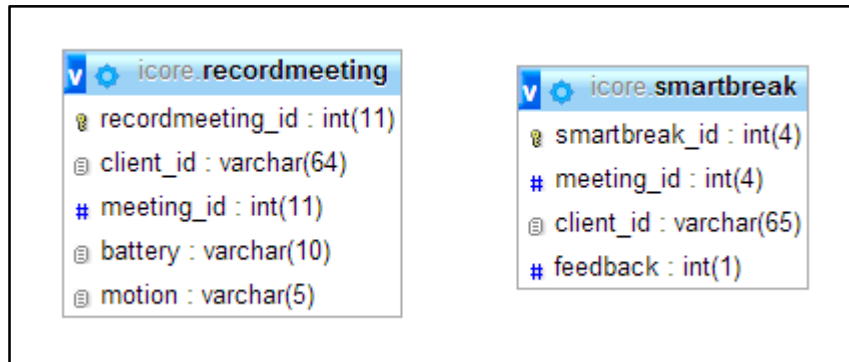 v icore.recordmeeting
recordmeeting_id : int(11)
client_id : varchar(64)
# meeting_id : int(11)
battery : varchar(10)
motion : varchar(5)
v icore.smartbreak
smartbreak_id : int(4)
# meeting_id : int(4)
client_id : varchar(65)
# feedback : int(1)